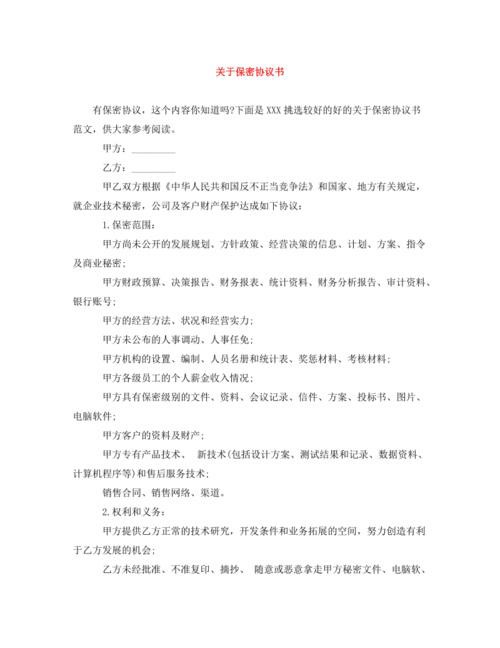 关于保密协议书
有保密协议，这个内容你知道吗?下面是 XXX 挑选较好的好的关于保密协议书
范文，供大家参考阅读。
甲方：_________
乙方：_________
甲乙双方根据《中华人民共和国反不正当竞争法》和国家、地方有关规定，
就企业技术秘密，公司及客户财产保护达成如下协议：
1.保密范围：
甲方尚未公开的发展规划、方针政策、经营决策的信息、计划、方案、指令
及商业秘密;
甲方财政预算、决策报告、财务报表、统计资料、财务分析报告、审计资料、
银行账号;
甲方的经营方法、状况和经营实力;
甲方未公布的人事调动、人事任免;
甲方机构的设置、编制、人员名册和统计表、奖惩材料、考核材料;
甲方各级员工的个人薪金收入情况;
甲方具有保密级别的文件、资料、会议记录、信件、方案、投标书、图片、
电脑软件;
甲方客户的资料及财产;
甲方专有产品技术、 新技术(包括设计方案、测试结果和记录、数据资料、
计算机程序等)和售后服务技术;
销售合同、销售网络、渠道。
2.权利和义务：
甲方提供乙方正常的技术研究，开发条件和业务拓展的空间，努力创造有利
于乙方发展的机会;
乙方未经批准、不准复印、摘抄、 随意或恶意拿走甲方秘密文件、电脑软、